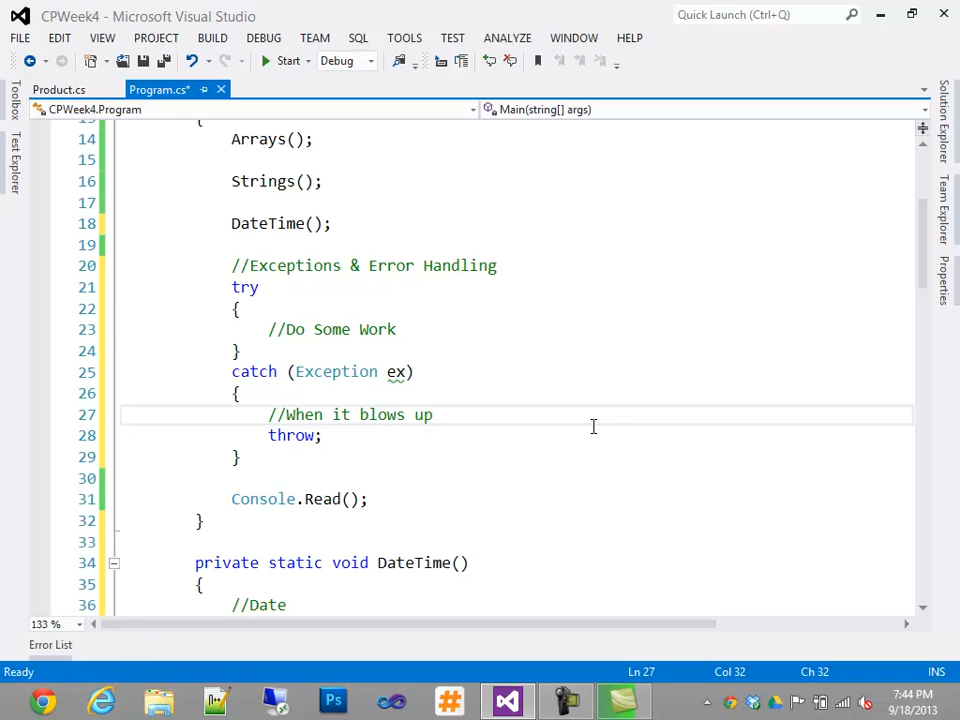 CPWeek4 - Microsoft Visual Studio
Quick Launch (Ctrl+Q)
FILE EDIT VIEW PROJECT BUILD DEBUG TEAM SQL TOOLS TEST ANALYZE WINDOW HELP
Start Debug
Product.cs Program.cs*
CPWeek4.Program Main(string[] args)
Toolbox
Test Explorer
Solution Explorer
Team Explorer
Properties
13 {
14 Arrays();
15
16 Strings();
17
18 DateTime();
19
20 //Exceptions & Error Handling
21 try
22 {
23 //Do Some Work
24 }
25 catch (Exception ex)
26 {
27 //When it blows up
28 throw;
29 }
30
31 Console.Read();
32 }
33
34 private static void DateTime()
35 {
36 //Date
133 %
Error List
Ready Ln 27 Col 32 Ch 32 INS
Ps
7:44 PM
9/18/2013